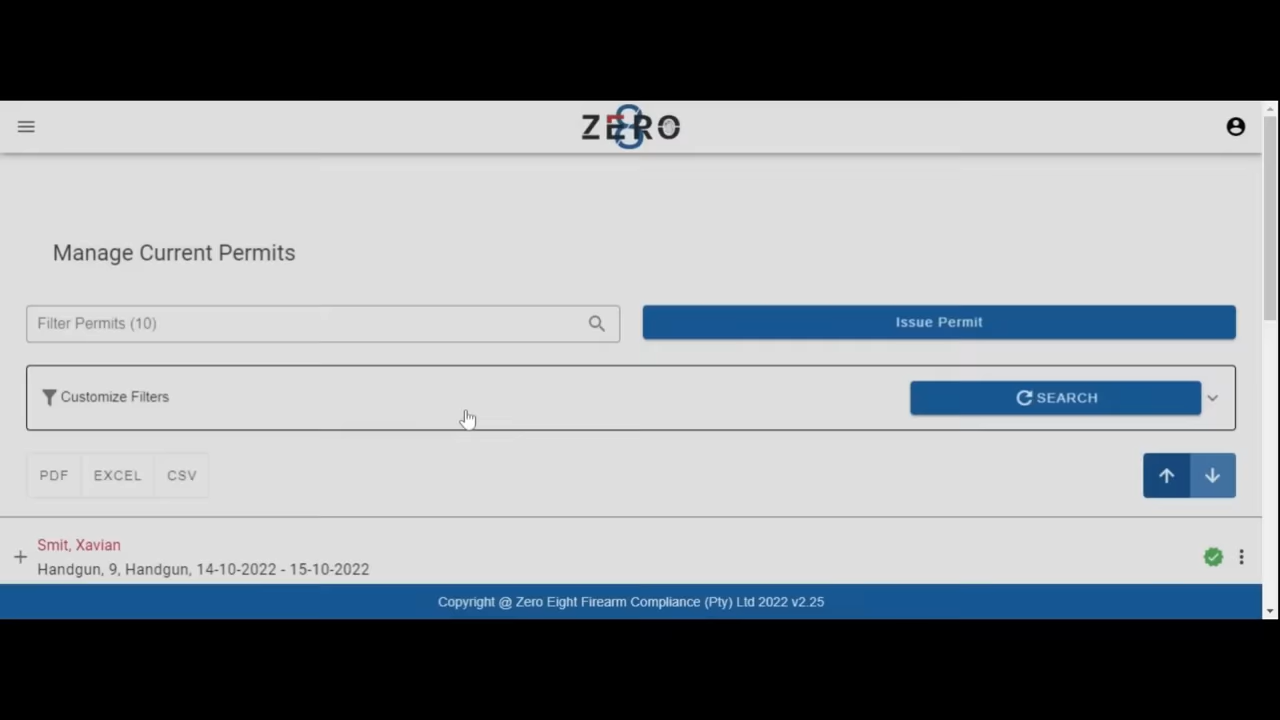 ZERO
8
Manage Current Permits
Filter Permits (10)
Issue Permit
Customize Filters
SEARCH
PDF EXCEL CSV
Smit, Xavian
Handgun, 9, Handgun, 14-10-2022 - 15-10-2022
Copyright @ Zero Eight Firearm Compliance (Pty) Ltd 2022 v2.25